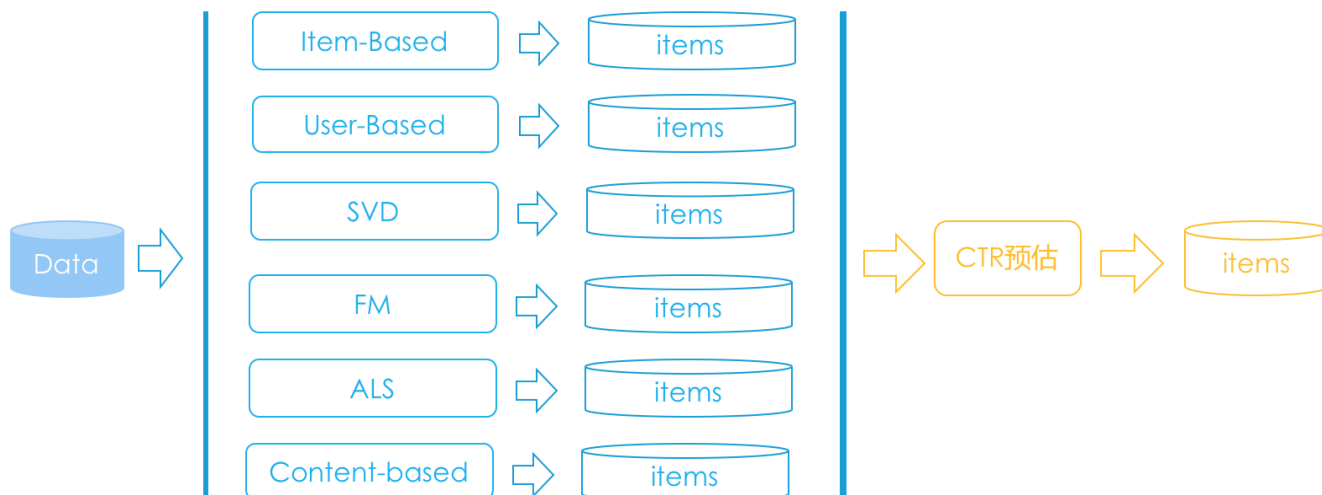 Item-Based
items
User-Based
items
SVD
items
Data
CTR预估
items
FM
items
ALS
items
Content-based
items